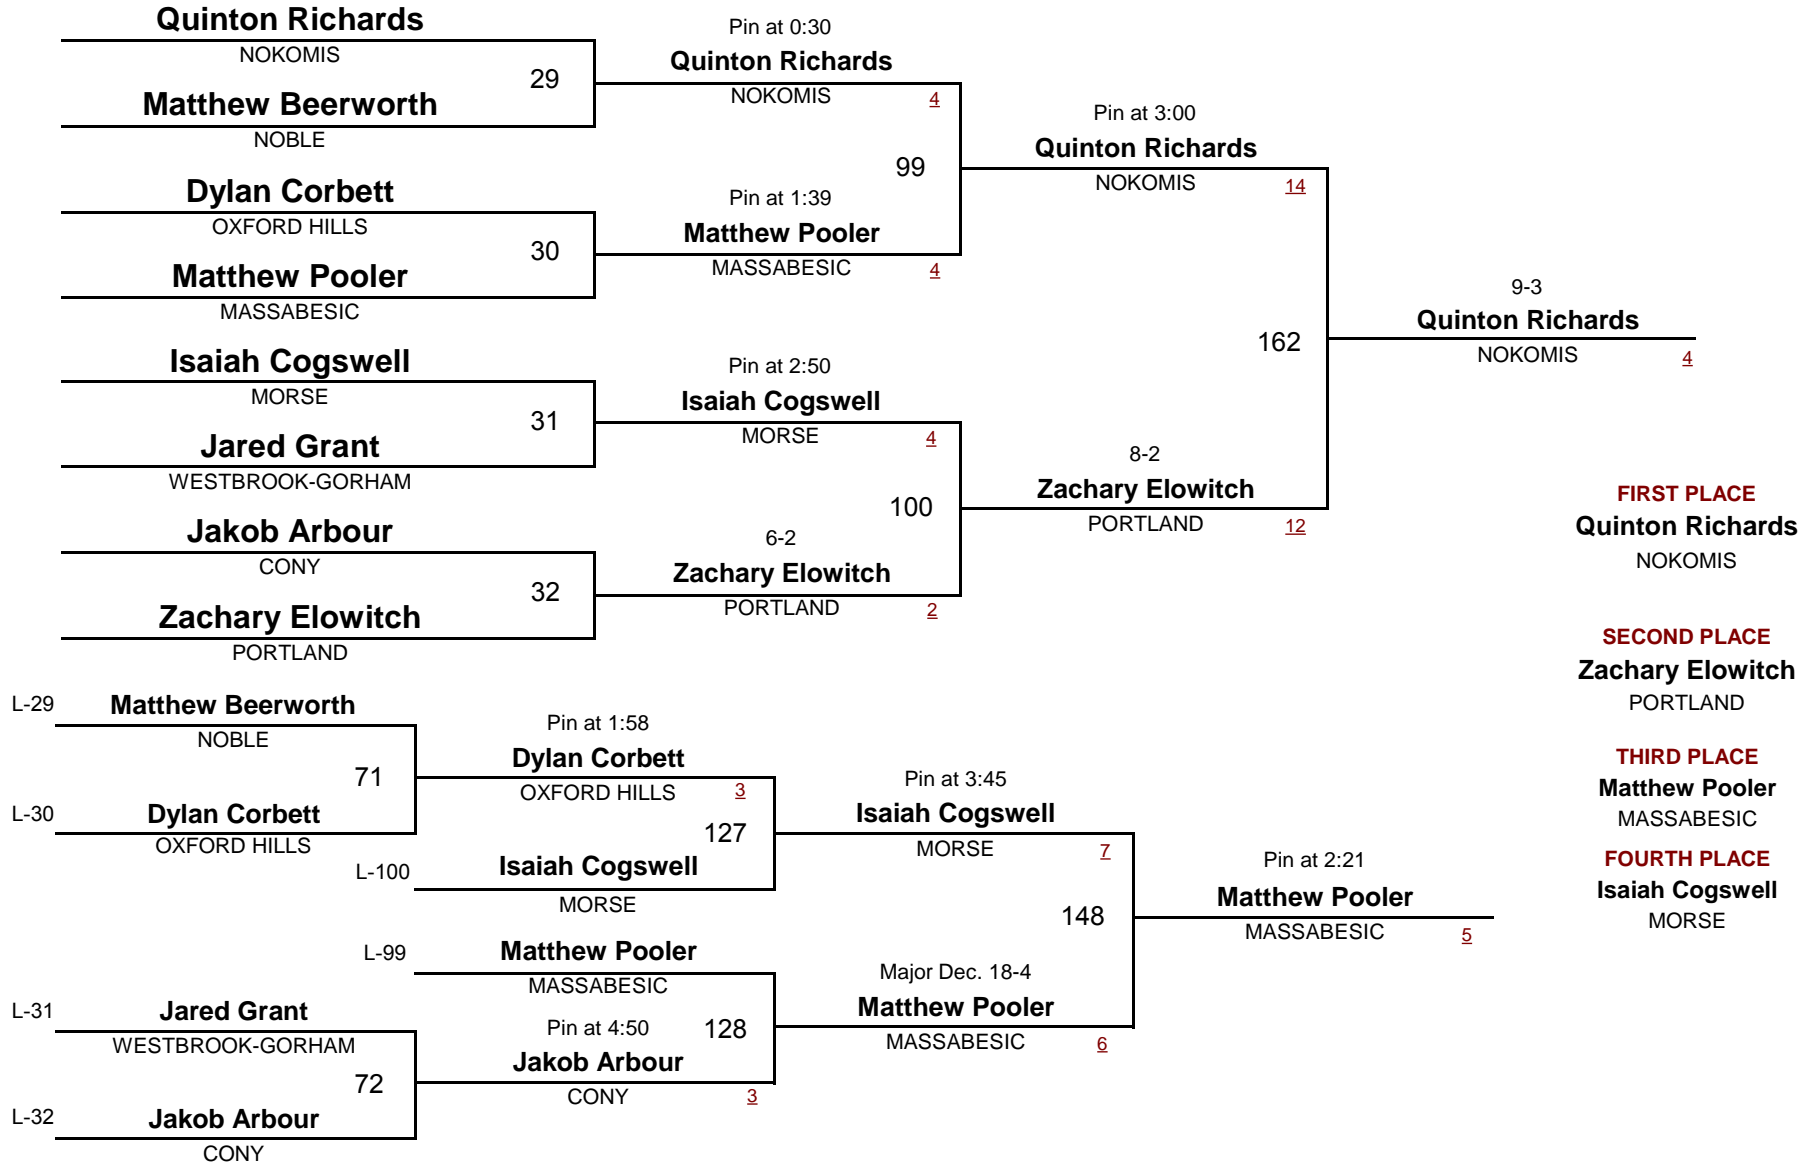 Quinton Richards
NOKOMIS
29
Matthew Beerworth
NOBLE
Dylan Corbett
OXFORD HILLS
30
Matthew Pooler
MASSABESIC
Isaiah Cogswell
MORSE
31
Jared Grant
WESTBROOK-GORHAM
Jakob Arbour
CONY
32
Zachary Elowitch
PORTLAND
Pin at 0:30
Quinton Richards
NOKOMIS 4
99
Pin at 1:39
Matthew Pooler
MASSABESIC 4
Pin at 2:50
Isaiah Cogswell
MORSE 4
100
6-2
Zachary Elowitch
PORTLAND 2
Pin at 3:00
Quinton Richards
NOKOMIS 14
162
8-2
Zachary Elowitch
PORTLAND 12
9-3
Quinton Richards
NOKOMIS 4
FIRST PLACE
Quinton Richards
NOKOMIS
SECOND PLACE
Zachary Elowitch
PORTLAND
THIRD PLACE
Matthew Pooler
MASSABESIC
FOURTH PLACE
Isaiah Cogswell
MORSE
L-29 Matthew Beerworth
NOBLE
71
L-30 Dylan Corbett
OXFORD HILLS
Pin at 1:58
Dylan Corbett
OXFORD HILLS 3
127
L-100 Isaiah Cogswell
MORSE
L-99 Matthew Pooler
MASSABESIC
128
L-31 Jared Grant
WESTBROOK-GORHAM
72
L-32 Jakob Arbour
CONY
Pin at 4:50
Jakob Arbour
CONY 3
Pin at 3:45
Isaiah Cogswell
MORSE 7
148
Major Dec. 18-4
Matthew Pooler
MASSABESIC 6
Pin at 2:21
Matthew Pooler
MASSABESIC 5